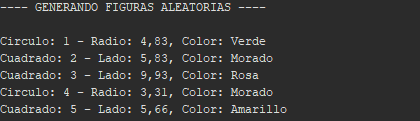 ---- GENERANDO FIGURAS ALEATORIAS ----
Circulo: 1 - Radio: 4,83, Color: Verde
Cuadrado: 2 - Lado: 5,83, Color: Morado
Cuadrado: 3 - Lado: 9,93, Color: Rosa
Circulo: 4 - Radio: 3,31, Color: Morado
Cuadrado: 5 - Lado: 5,66, Color: Amarillo